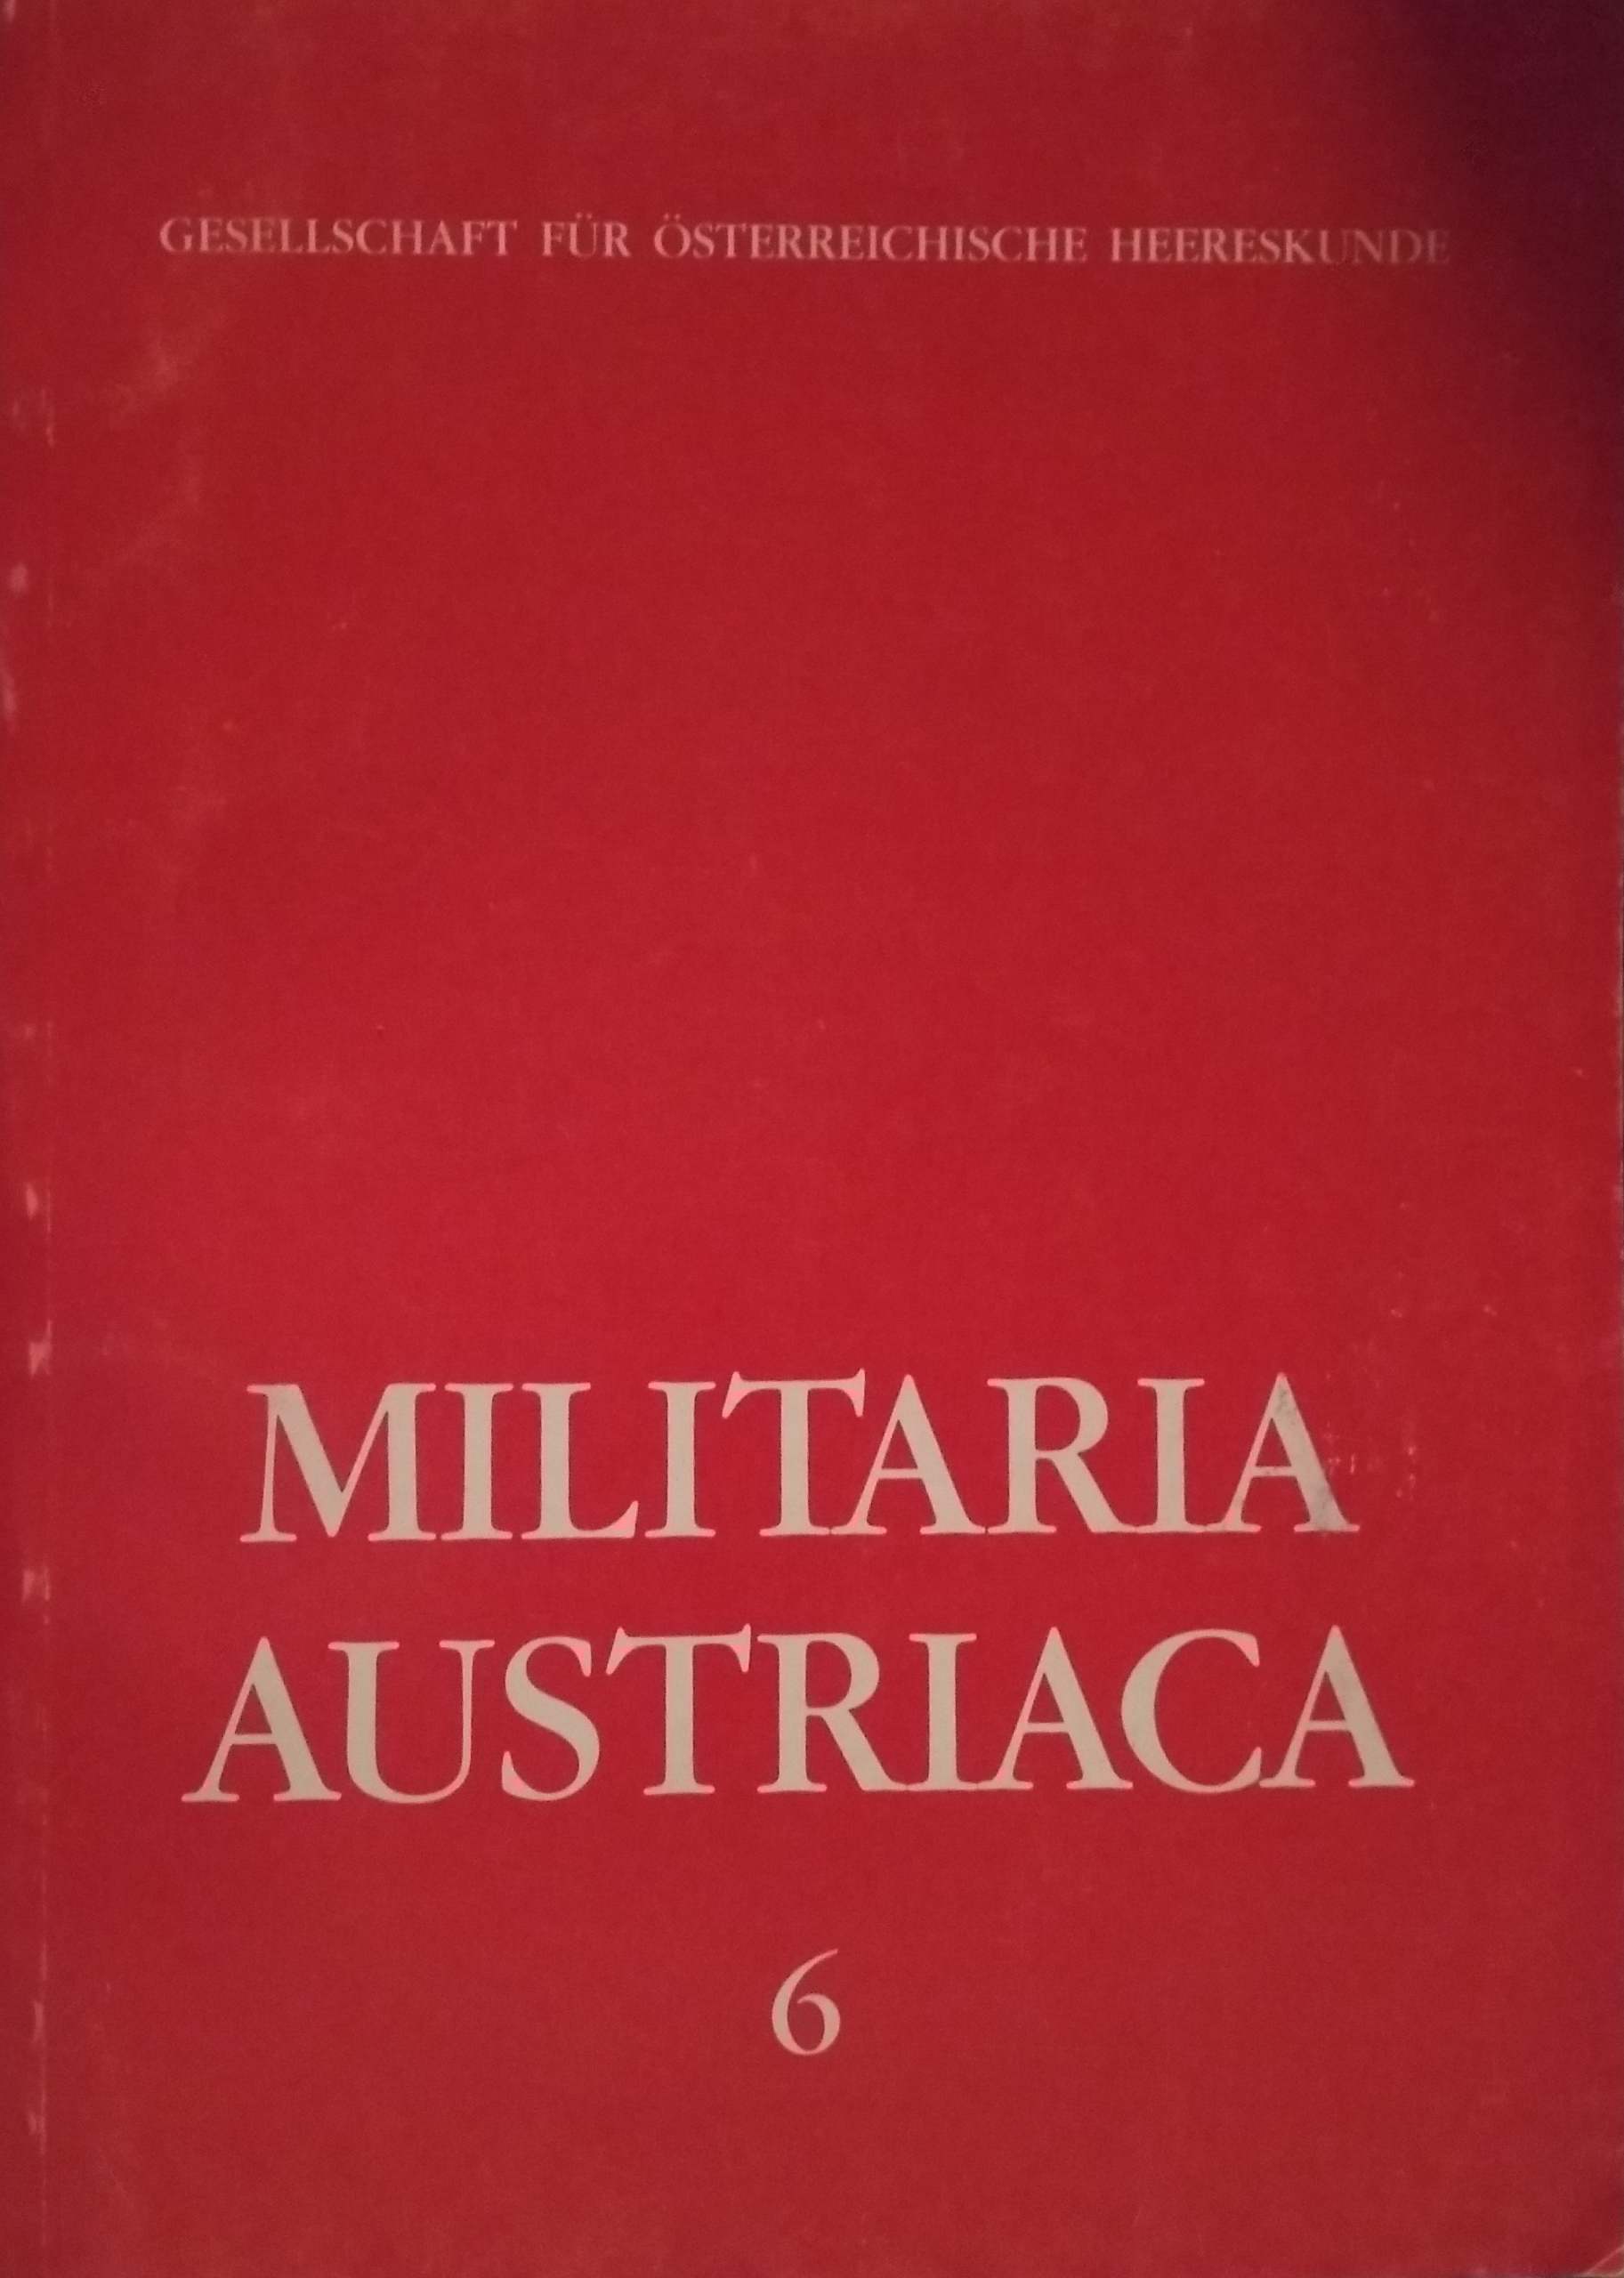 GESELLSCHAFT FÜR ÖSTERREICHISCHE HEERESKUNDE
MILITARIA
AUSTRIACA
6